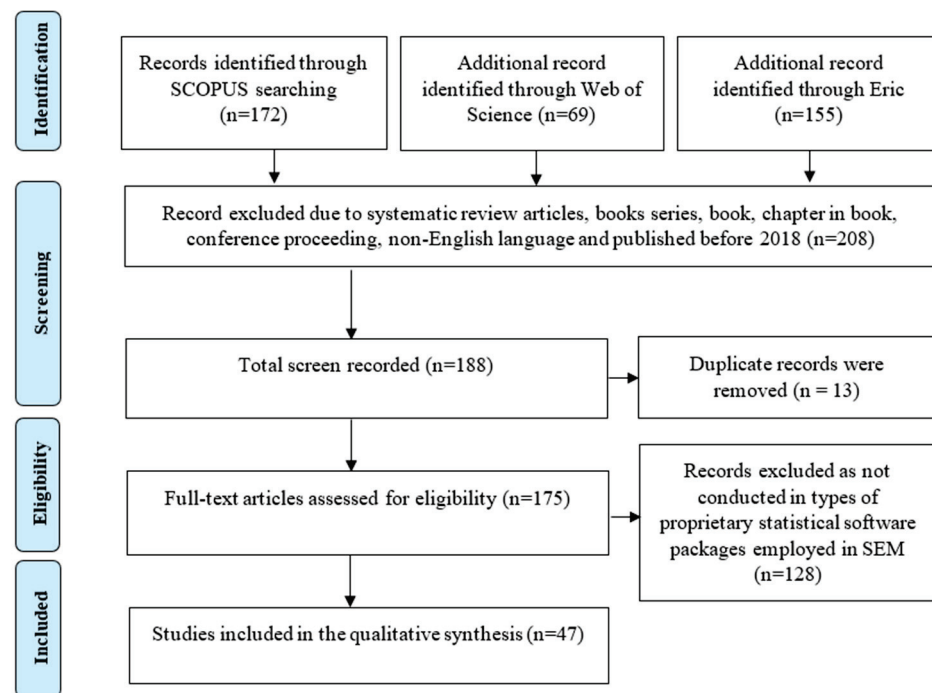 Identification
Records identified through
SCOPUS searching
(n=172)
Additional record
identified through Web of
Science (n=69)
Additional record
identified through Eric
(n=155)
Screening
Record excluded due to systematic review articles, books series, book, chapter in book,
conference proceeding, non-English language and published before 2018 (n=208)
Total screen recorded (n=188)
Duplicate records were
removed (n = 13)
Eligibility
Full-text articles assessed for eligibility (n=175)
Records excluded as not
conducted in types of
proprietary statistical software
packages employed in SEM
(n=128)
Included
Studies included in the qualitative synthesis (n=47)